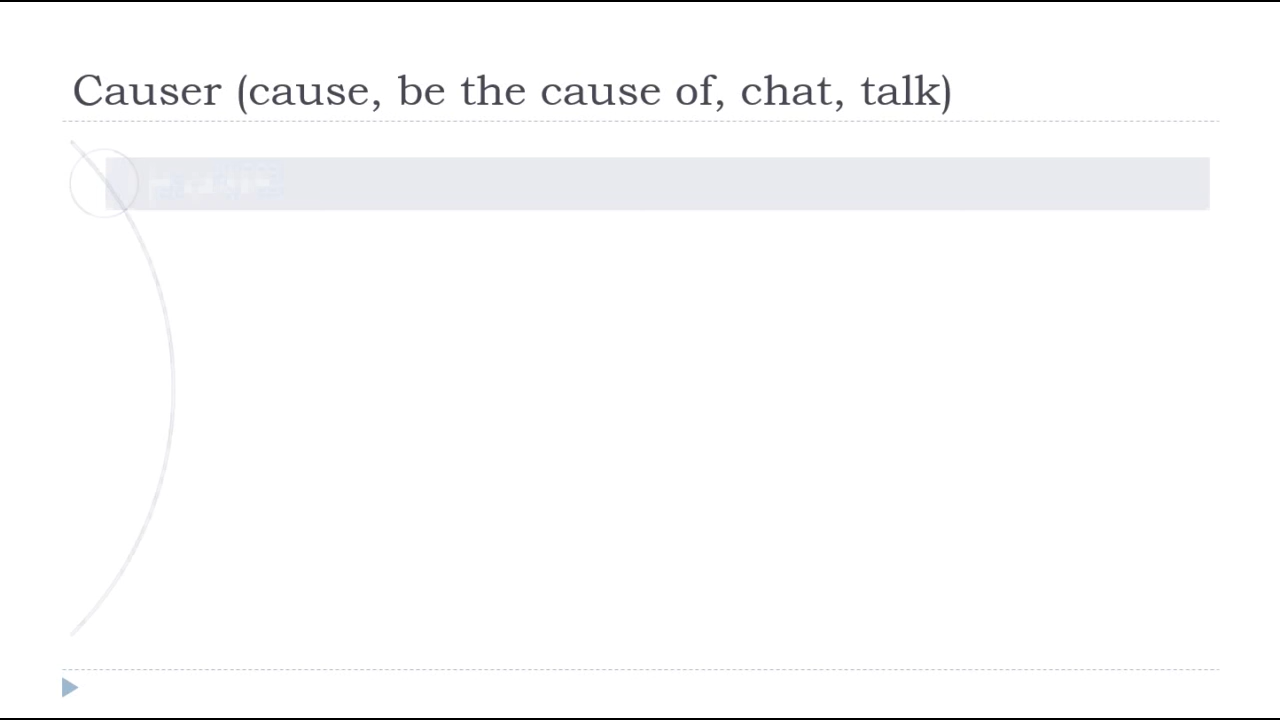 Causer (cause, be the cause of, chat, talk)